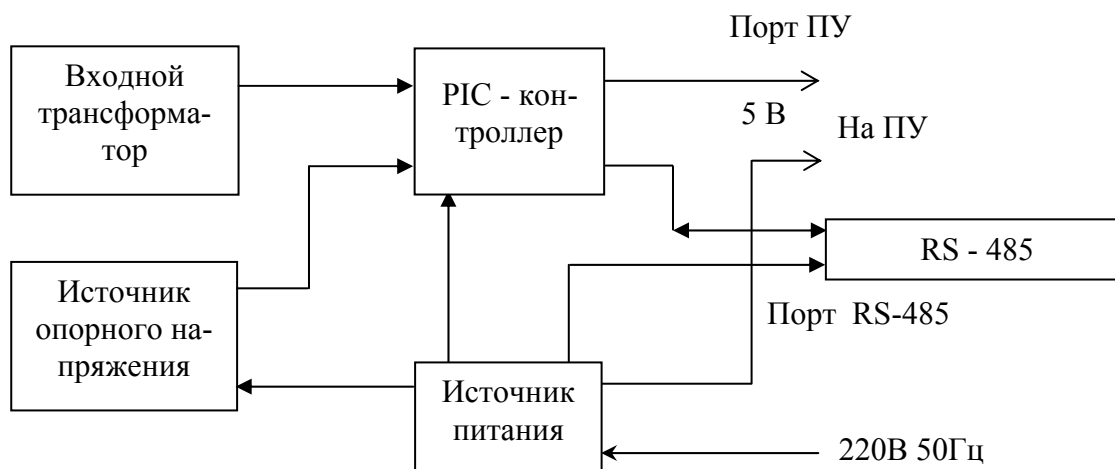 Порт ПУ
Входной
трансформа-
тор
PIC - кон-
троллер
5 В
На ПУ
RS - 485
Источник
опорного на-
пряжения
Порт RS-485
Источник
питания
220В 50Гц